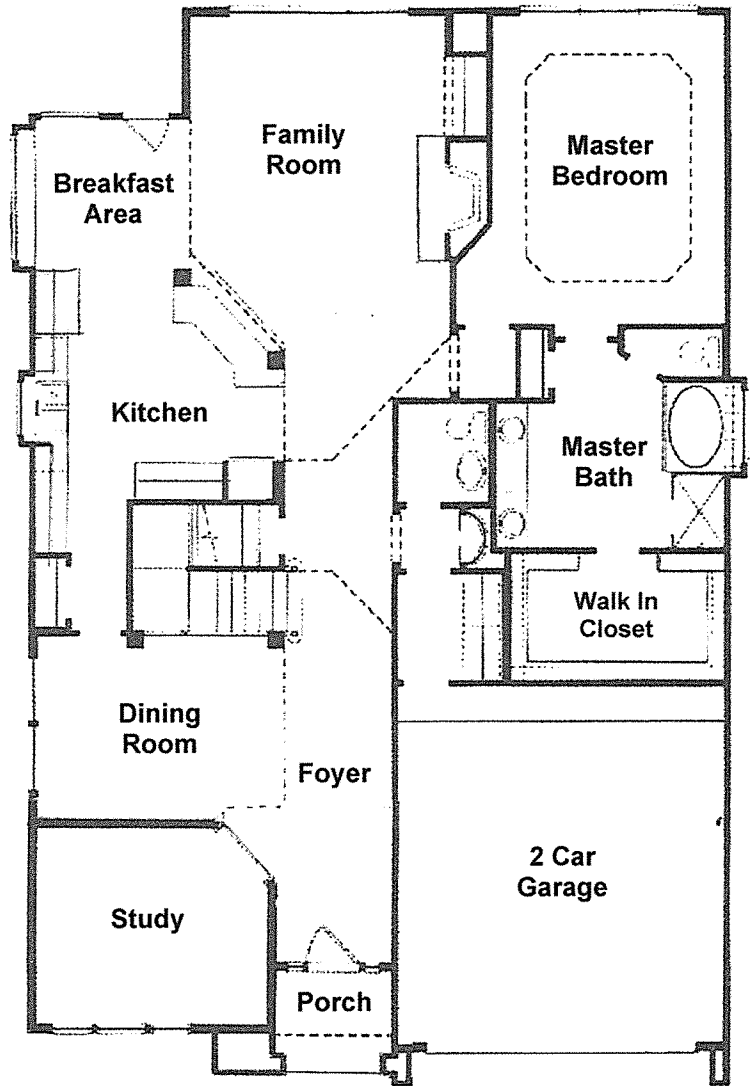 Family
Room
Master
Bedroom
Breakfast
Area
Kitchen
Master
Bath
Walk In
Closet
Dining
Room
Foyer
2 Car
Garage
Study
Porch